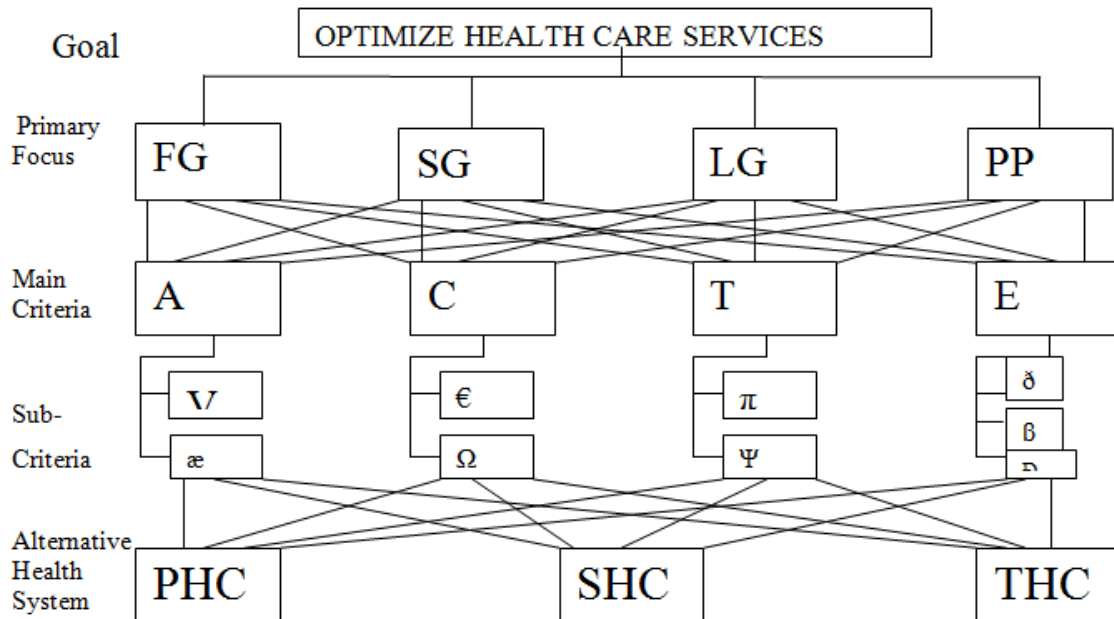 Goal
OPTIMIZE HEALTH CARE SERVICES
Primary
Focus
FG SG LG PP
Main
Criteria
A C T E
Sub-
€ π ð
ß
Criteria
æ Ω Ψ
Alternative
Health
System
PHC SHC THC